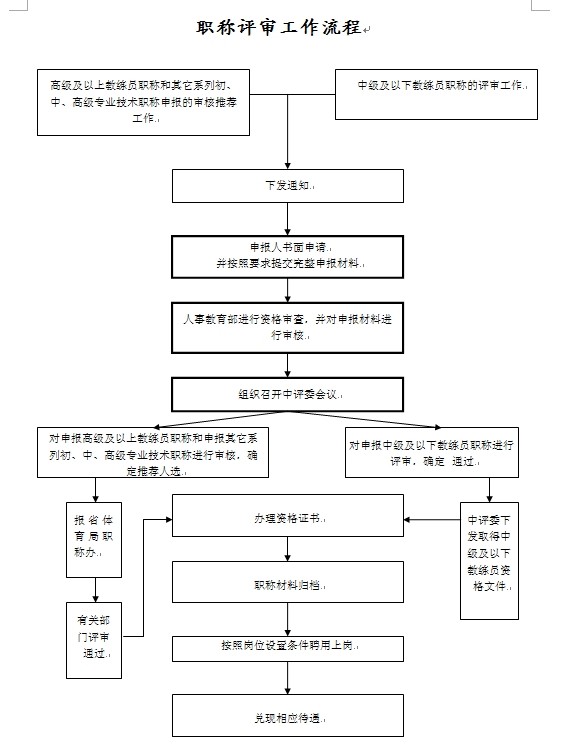 职称评审工作流程
高级及以上教练员职称和其它系列初、
中、高级专业技术职称申报的审核推荐
工作.
中级及以下教练员职称的评审工作.
下发通知.
申报人书面申请.
并按照要求提交完整申报材料.
人事教育部进行资格审查，并对申报材料进
行审核.
组织召开中评委会议.
对申报高级及以上教练员职称和申报其它系
列初、中、高级专业技术职称进行审核，确
定推荐人选.
对申报中级及以下教练员职称进行
评审，确定 通过.
报省体
育局职
称办.
有关部
门评审
通过.
办理资格证书.
中评委下
发取得中
级及以下
教练员资
格文件.
职称材料归档.
按照岗位设置条件聘用上岗.
兑现相应待遇.